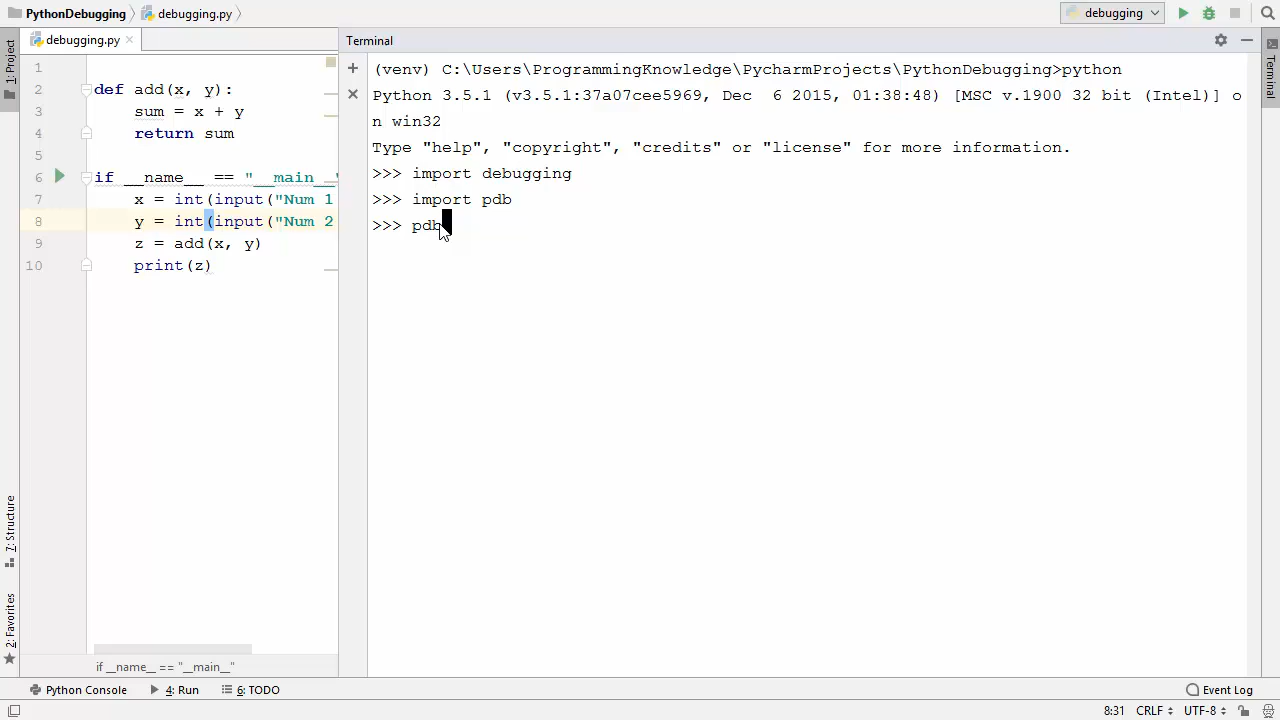 PythonDebugging
debugging.py
debugging
debugging.py
Terminal
1: Project
7: Structure
2: Favorites
1
2 def add(x, y):
3 sum = x + y
4 return sum
5
6 if __name__ == "__main__"
7 x = int(input("Num 1
8 y = int(input("Num 2
9 z = add(x, y)
10 print(z)
if __name__ == "__main__"
(venv) C:\Users\ProgrammingKnowledge\PycharmProjects\PythonDebugging>python
Python 3.5.1 (v3.5.1:37a07cee5969, Dec  6 2015, 01:38:48) [MSC v.1900 32 bit (Intel)] o
n win32
Type "help", "copyright", "credits" or "license" for more information.
>>> import debugging
>>> import pdb
>>> pdb
Terminal
Python Console
4: Run
6: TODO
Event Log
8:31 CRLF UTF-8